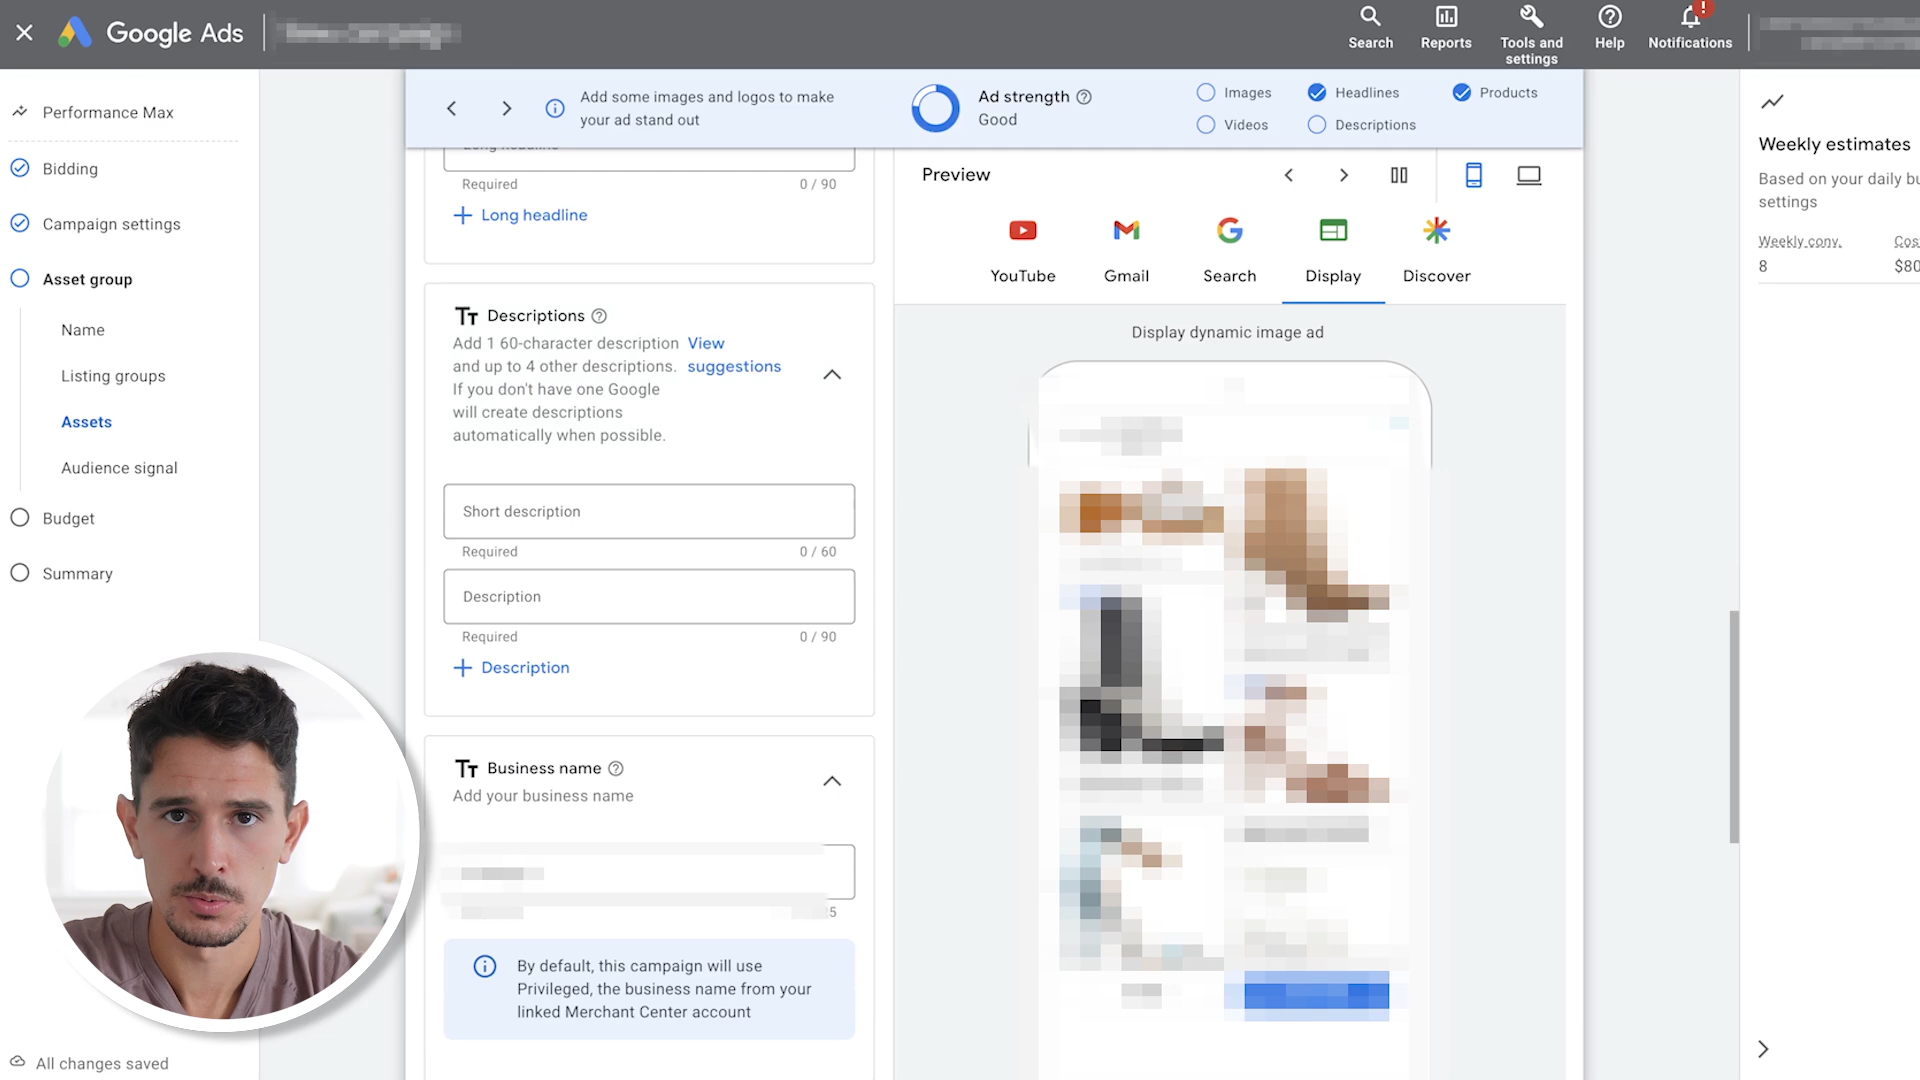 Google Ads
Search
Reports
Tools and
settings
Help
!
Notifications
Performance Max
Bidding
Campaign settings
Asset group
Name
Listing groups
Assets
Audience signal
Budget
Summary
All changes saved
Add some images and logos to make
your ad stand out
Ad strength
Good
Images
Headlines
Products
Videos
Descriptions
Long headline
Required
0 / 90
Long headline
Descriptions
Add 1 60-character description
and up to 4 other descriptions.
If you don't have one Google
will create descriptions
automatically when possible.
View
suggestions
Short description
Required
0 / 60
Description
Required
0 / 90
Description
Business name
Add your business name
By default, this campaign will use
Privileged, the business name from your
linked Merchant Center account
Preview
YouTube
Gmail
Search
Display
Discover
Display dynamic image ad
Weekly estimates
Based on your daily bu
settings
Weekly conv.
Cos
8
$80